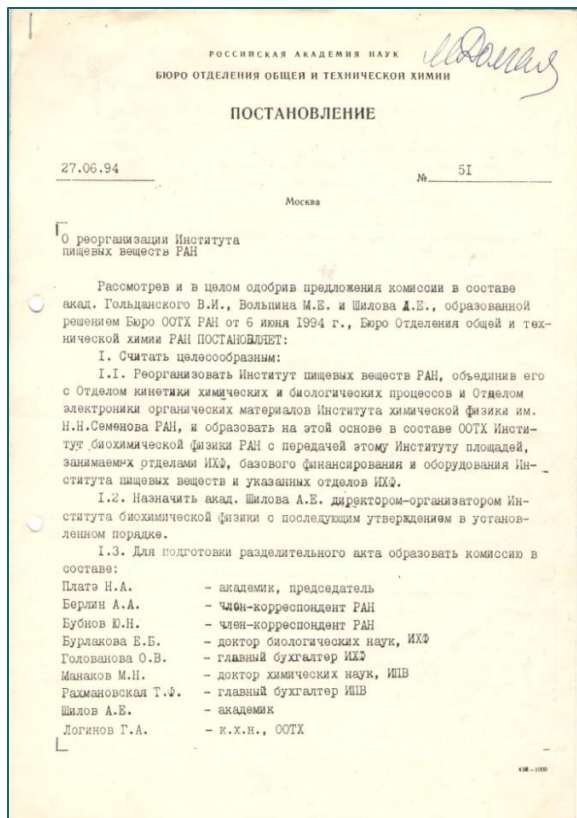 РОССИЙСКАЯ АКАДЕМИЯ НАУК
БЮРО ОТДЕЛЕНИЯ ОБЩЕЙ И ТЕХНИЧЕСКОЙ ХИМИИ
ПОСТАНОВЛЕНИЕ
27.06.94 № 5I
Москва
О реорганизации Института
пищевых веществ РАН
Рассмотрев и в целом одобрив предложения комиссии в составе
акад. Гольданского В.И., Вольпина М.Е. и Шилова А.Е., образованной
решением Бюро ООТХ РАН от 6 июня I994 г., Бюро Отделения общей и тех-
нической химии РАН ПОСТАНОВЛЯЕТ:
I. Считать целесообразным:
I.I. Реорганизовать Институт пищевых веществ РАН, объединив его
с Отделом кинетики химических и биологических процессов и Отделом
электроники органических материалов Института химической физики им.
Н.Н.Семенова РАН, и образовать на этой основе в составе ООТХ Инсти-
тут биохимической физики РАН с передачей этому Институту площадей,
занимаемых отделами ИХФ, базового финансирования и оборудования Ин-
ститута пищевых веществ и указанных отделов ИХФ.
I.2. Назначить акад. Шилова А.Е. директором-организатором Ин-
ститута биохимической физики с последующим утверждением в установ-
ленном порядке.
I.3. Для подготовки разделительного акта образовать комиссию в
составе:
Платэ Н.А. - академик, председатель
Берлин А.А. - член-корреспондент РАН
Бубнов Ю.Н. - член-корреспондент РАН
Бурлакова Е.Б. - доктор биологических наук, ИХФ
Голованова О.В. - главный бухгалтер ИХФ
Манаков М.Н. - доктор химических наук, ИПВ
Рахмановская Т.Ф. - главный бухгалтер ИПВ
Шилов А.Е. - академик
Логинов Г.А. - к.х.н., ООТХ